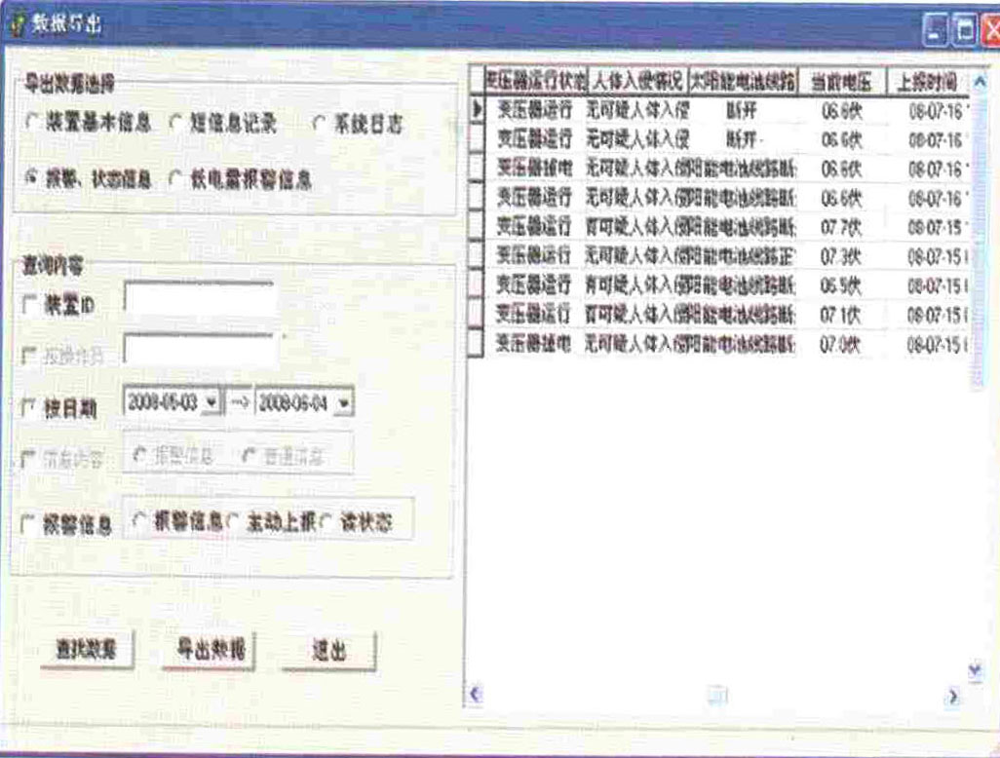 数据导出
导出数据选择
装置基本信息 短信息记录 系统日志
报警、状态信息 低电量报警信息
查询内容
装置ID
按操作员
按日期 2008-06-03 --> 2008-06-04
信息内容 报警信息 普通信息
报警信息 报警信息 主动上报 读状态
查找数据 导出数据 退出
变压器运行状态 人体入侵情况 太阳能电池线路 当前电压 上报时间
变压器运行 无可疑人体入侵 断开 06.6伏 08-07-16
变压器运行 无可疑人体入侵 断开 06.6伏 08-07-16
变压器掉电 无可疑人体入侵 阳能电池线路断 06.6伏 08-07-16
变压器运行 无可疑人体入侵 阳能电池线路断 06.6伏 08-07-16
变压器运行 有可疑人体入侵 阳能电池线路断 07.7伏 08-07-15
变压器运行 无可疑人体入侵 阳能电池线路正 07.3伏 08-07-15
变压器运行 有可疑人体入侵 阳能电池线路断 06.5伏 08-07-15
变压器运行 有可疑人体入侵 阳能电池线路断 07.1伏 08-07-15
变压器掉电 无可疑人体入侵 阳能电池线路断 07.0伏 08-07-15